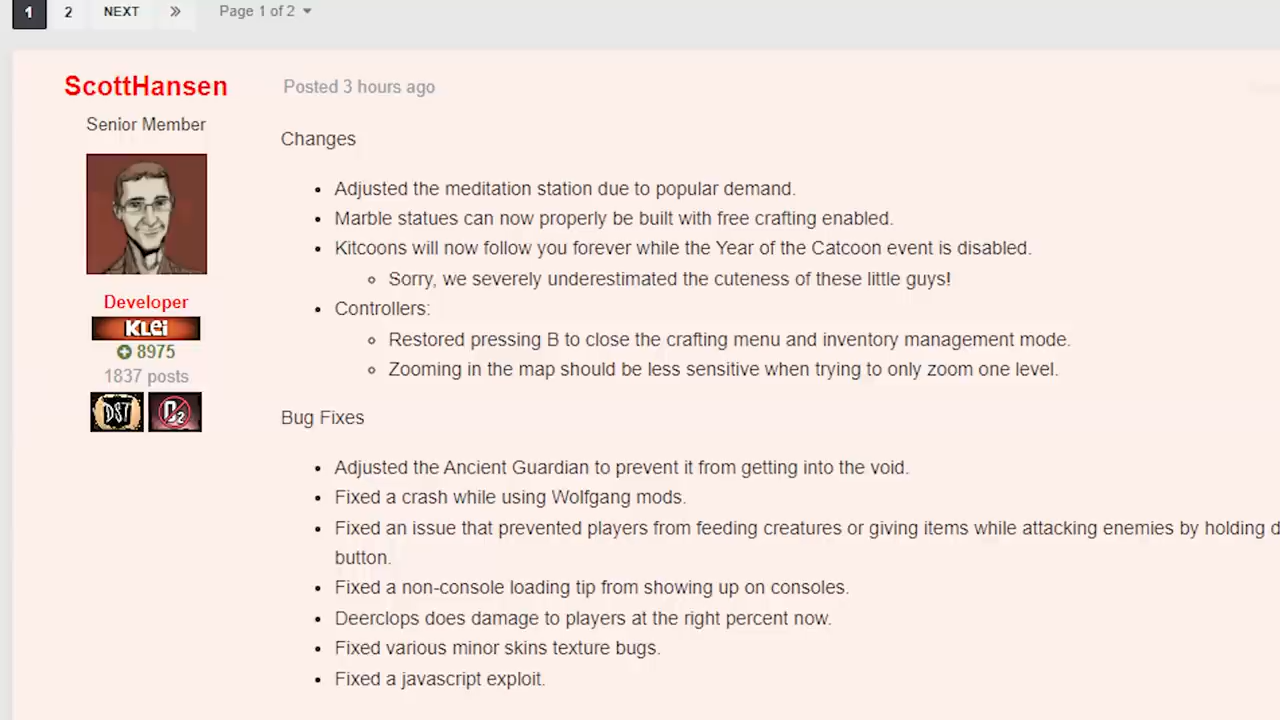 1 2 NEXT » Page 1 of 2
ScottHansen
Senior Member
Developer
KLei
8975
1837 posts
DST
Posted 3 hours ago
Changes
• Adjusted the meditation station due to popular demand.
• Marble statues can now properly be built with free crafting enabled.
• Kitcoons will now follow you forever while the Year of the Catcoon event is disabled.
◦ Sorry, we severely underestimated the cuteness of these little guys!
• Controllers:
◦ Restored pressing B to close the crafting menu and inventory management mode.
◦ Zooming in the map should be less sensitive when trying to only zoom one level.
Bug Fixes
• Adjusted the Ancient Guardian to prevent it from getting into the void.
• Fixed a crash while using Wolfgang mods.
• Fixed an issue that prevented players from feeding creatures or giving items while attacking enemies by holding d
button.
• Fixed a non-console loading tip from showing up on consoles.
• Deerclops does damage to players at the right percent now.
• Fixed various minor skins texture bugs.
• Fixed a javascript exploit.